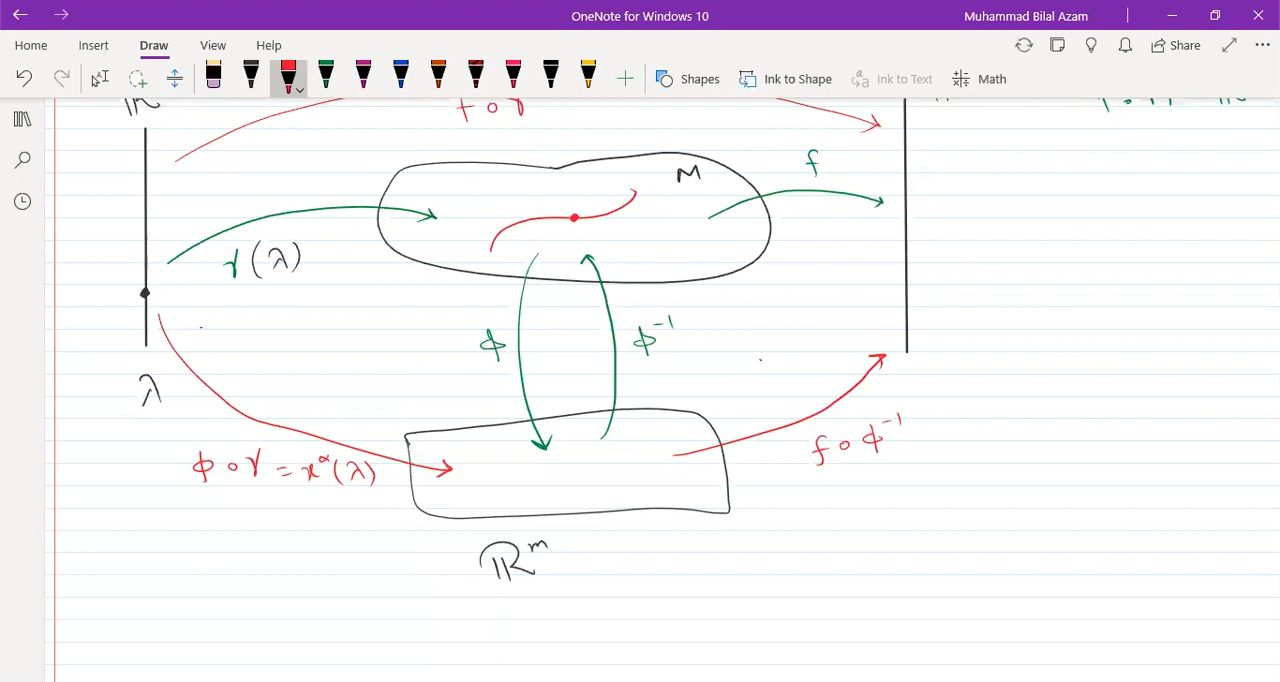 OneNote for Windows 10
Muhammad Bilal Azam
Home Insert Draw View Help
Share
Shapes Ink to Shape Ink to Text Math
ℝ
f ∘ γ
M
f
γ(λ)
ϕ
ϕ⁻¹
λ
ϕ ∘ γ = x^α(λ)
f ∘ ϕ⁻¹
ℝᵐ